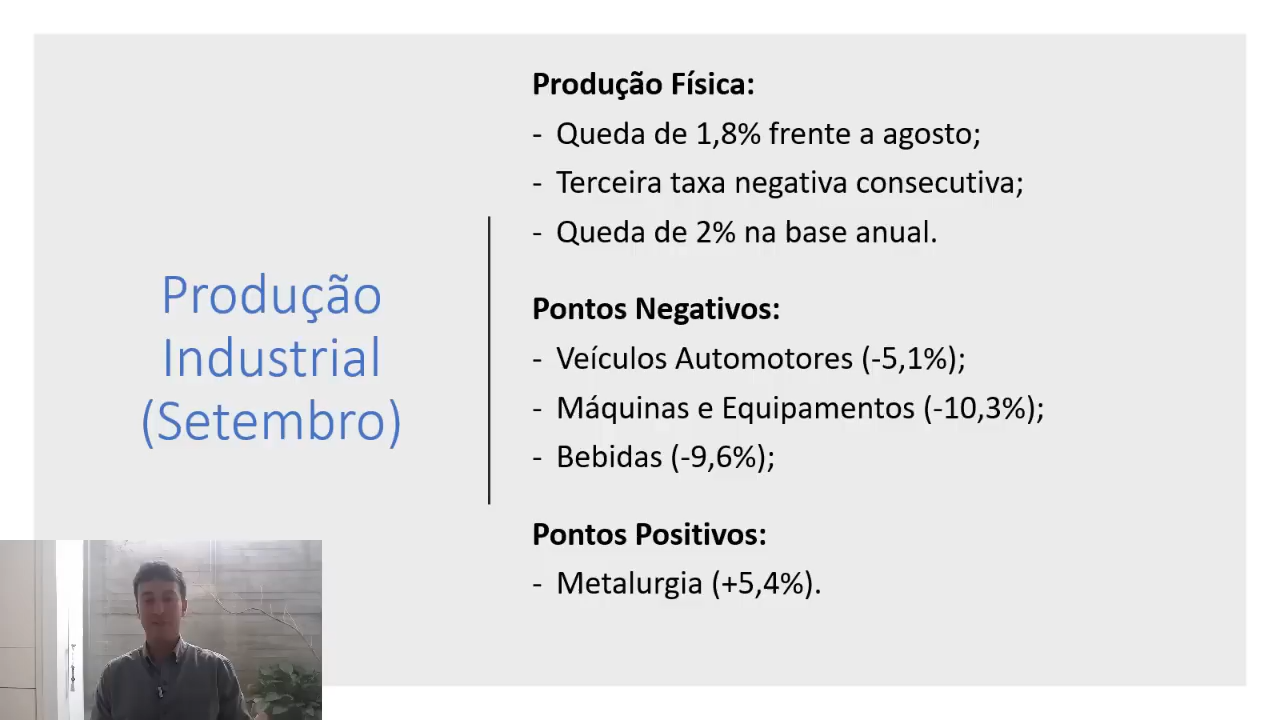 Produção
Industrial
(Setembro)
Produção Física:
- Queda de 1,8% frente a agosto;
- Terceira taxa negativa consecutiva;
- Queda de 2% na base anual.
Pontos Negativos:
- Veículos Automotores (-5,1%);
- Máquinas e Equipamentos (-10,3%);
- Bebidas (-9,6%);
Pontos Positivos:
- Metalurgia (+5,4%).